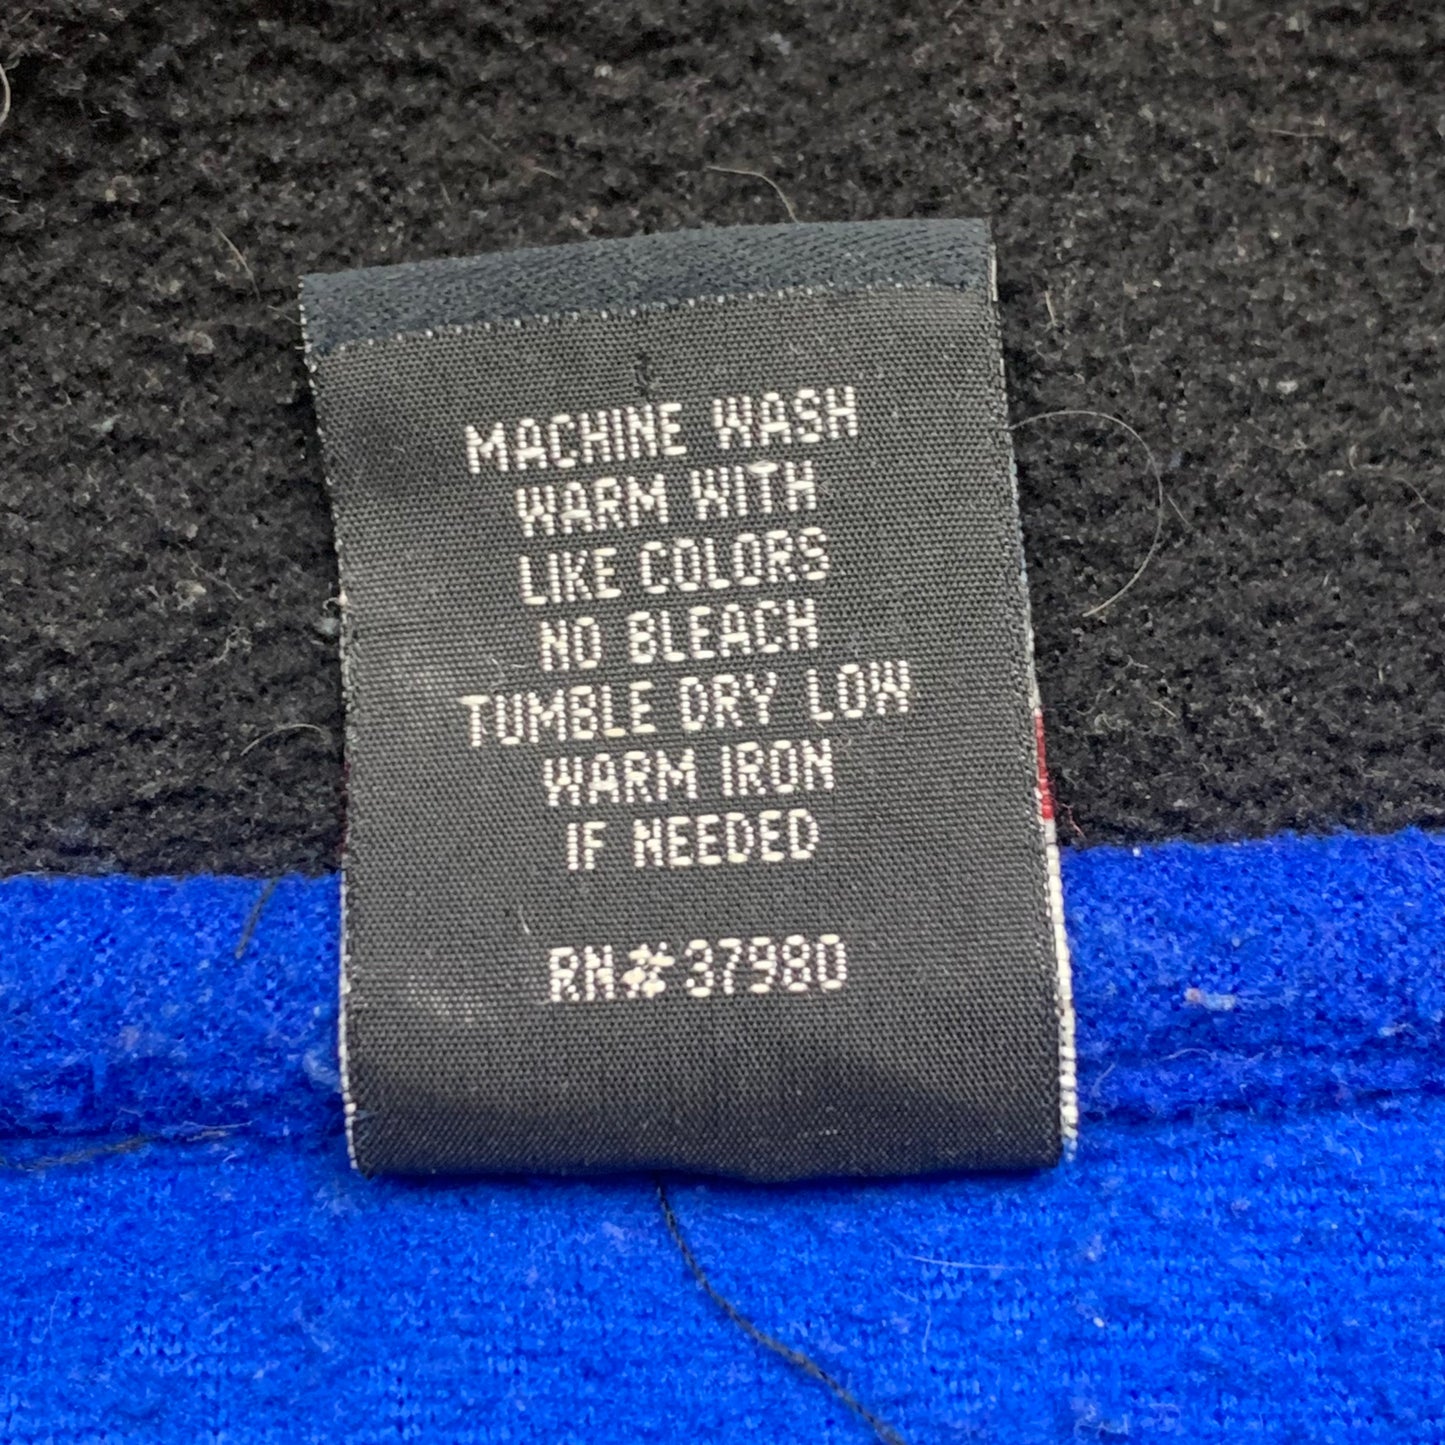 MACHINE WASH
WARM WITH
LIKE COLORS
NO BLEACH
TUMBLE DRY LOW
WARM IRON
IF NEEDED
RN# 37980